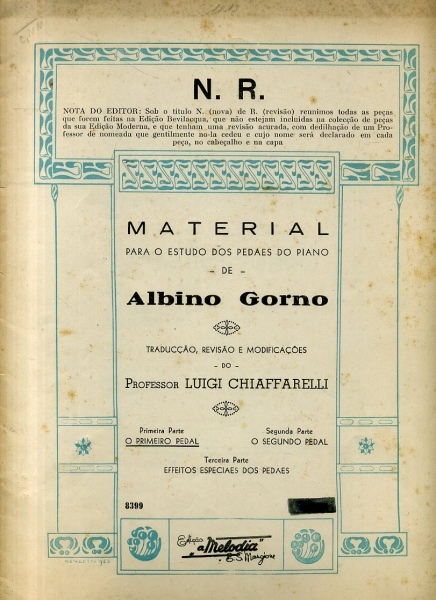 N. R.
NOTA DO EDITOR: Sob o titulo N. (nova) de R. (revisão) reunimos todas as peças
que forem feitas na Edição Bevilacqua, que não estejam incluidas na colecção de peças
da sua Edição Moderna, e que tenham uma revisão acurada, com dedilhação de um Pro-
fessor de nomeada que gentilmente no-la cedeu e cujo nome será declarado em cada
peça, no cabeçalho e na capa
MATERIAL
PARA O ESTUDO DOS PEDAES DO PIANO
- DE -
Albino Gorno
TRADUCÇÃO, REVISÃO E MODIFICAÇÕES
- DO -
PROFESSOR LUIGI CHIAFFARELLI
Primeira Parte
O PRIMEIRO PEDAL
Segunda Parte
O SEGUNDO PEDAL
Terceira Parte
EFFEITOS ESPECIAES DOS PEDAES
8399
Edição
"a Melodia"
E.S. Mangione